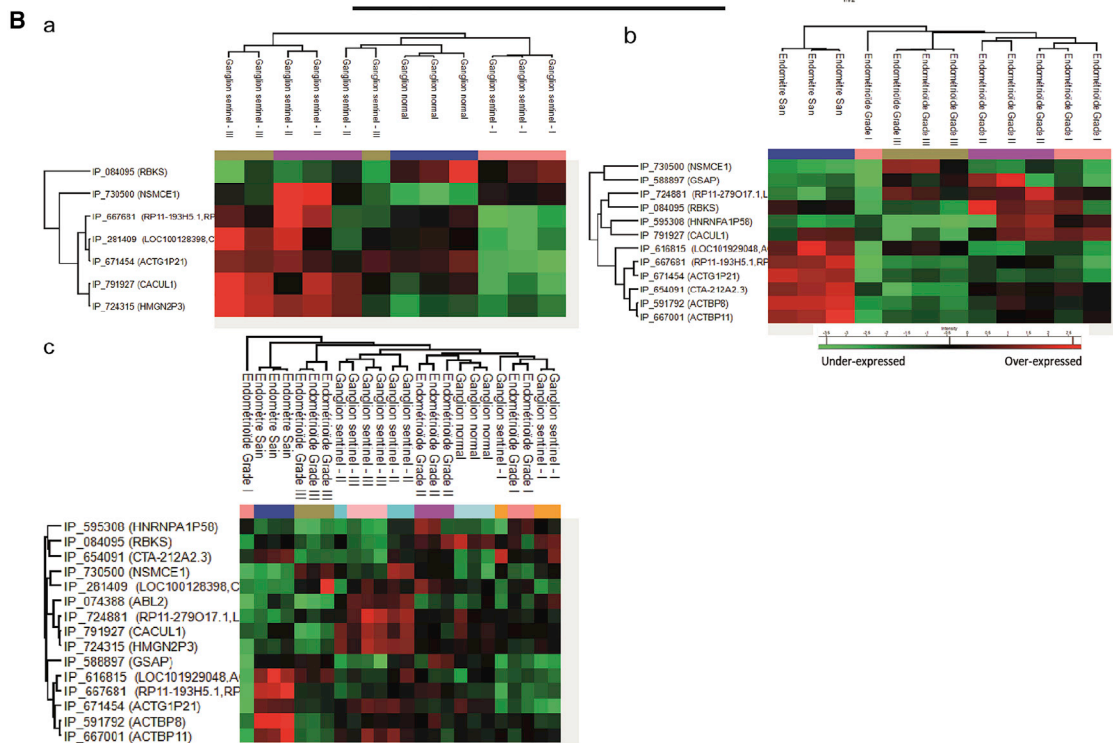 B
a
Ganglion sentinel - III
Ganglion sentinel - III
Ganglion sentinel - II
Ganglion sentinel - II
Ganglion sentinel - II
Ganglion sentinel - III
Ganglion normal
Ganglion normal
Ganglion normal
Ganglion sentinel - I
Ganglion sentinel - I
Ganglion sentinel - I
IP_084095 (RBKS)
IP_730500 (NSMCE1)
IP_667681 (RP11-193H5.1,RP
IP_281409 (LOC100128398,C
IP_671454 (ACTG1P21)
IP_791927 (CACUL1)
IP_724315 (HMGN2P3)
b
Endomètre San
Endomètre San
Endomètre San
Endométrioïde Grade I
Endométrioïde Grade III
Endométrioïde Grade III
Endométrioïde Grade III
Endométrioïde Grade II
Endométrioïde Grade II
Endométrioïde Grade II
Endométrioïde Grade I
Endométrioïde Grade I
IP_730500 (NSMCE1)
IP_588897 (GSAP)
IP_724881 (RP11-279O17.1,L
IP_084095 (RBKS)
IP_595308 (HNRNPA1P58)
IP_791927 (CACUL1)
IP_616815 (LOC101929048,A
IP_667681 (RP11-193H5.1,RP
IP_671454 (ACTG1P21)
IP_654091 (CTA-212A2.3)
IP_591792 (ACTBP8)
IP_667001 (ACTBP11)
Intensity
Under-expressed Over-expressed
c
Endométrioïde Grade I
Endomètre Sain
Endomètre Sain
Endomètre Sain
Endométrioïde Grade III
Endométrioïde Grade III
Endométrioïde Grade III
Ganglion sentinel - II
Ganglion sentinel - III
Ganglion sentinel - III
Ganglion sentinel - III
Ganglion sentinel - II
Ganglion sentinel - II
Endométrioïde Grade II
Endométrioïde Grade II
Endométrioïde Grade II
Ganglion normal
Ganglion normal
Ganglion normal
Ganglion sentinel - I
Endométrioïde Grade I
Endométrioïde Grade I
Ganglion sentinel - I
Ganglion sentinel - I
IP_595308 (HNRNPA1P58)
IP_084095 (RBKS)
IP_654091 (CTA-212A2.3)
IP_730500 (NSMCE1)
IP_281409 (LOC100128398,C
IP_074388 (ABL2)
IP_724881 (RP11-279O17.1,L
IP_791927 (CACUL1)
IP_724315 (HMGN2P3)
IP_588897 (GSAP)
IP_616815 (LOC101929048,A
IP_667681 (RP11-193H5.1,RP
IP_671454 (ACTG1P21)
IP_591792 (ACTBP8)
IP_667001 (ACTBP11)